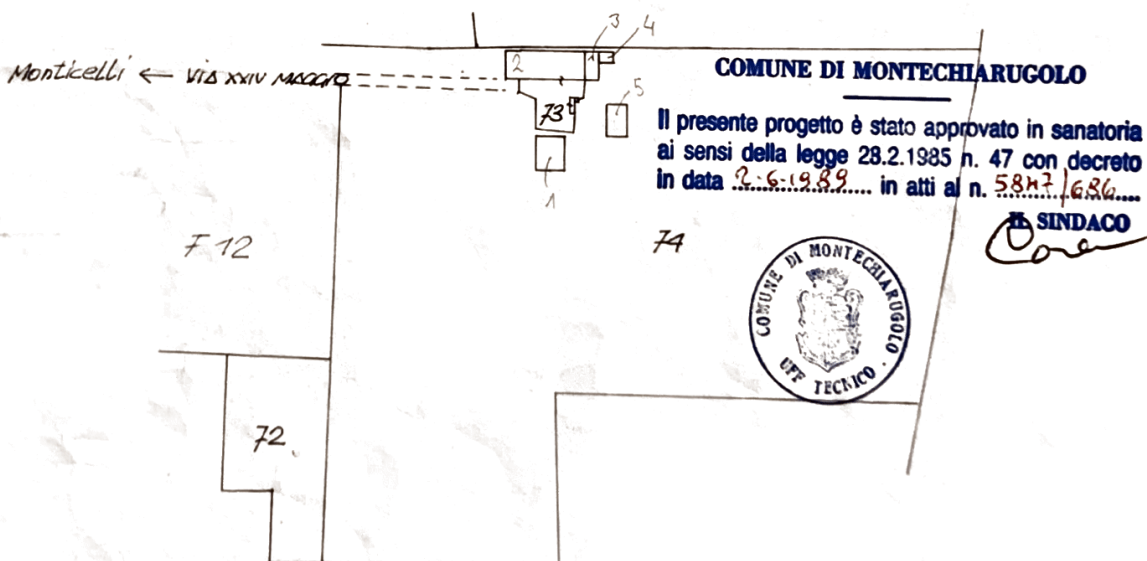 3 4
2
Monticelli ← VIA XXIV MAGGIO
5
73
1
F 12
74
72
COMUNE DI MONTECHIARUGOLO
Il presente progetto è stato approvato in sanatoria
ai sensi della legge 28.2.1985 n. 47 con decreto
in data 2-6-1989 in atti al n. 5847/686
IL SINDACO
COMUNE DI MONTECHIARUGOLO
UFF TECNICO